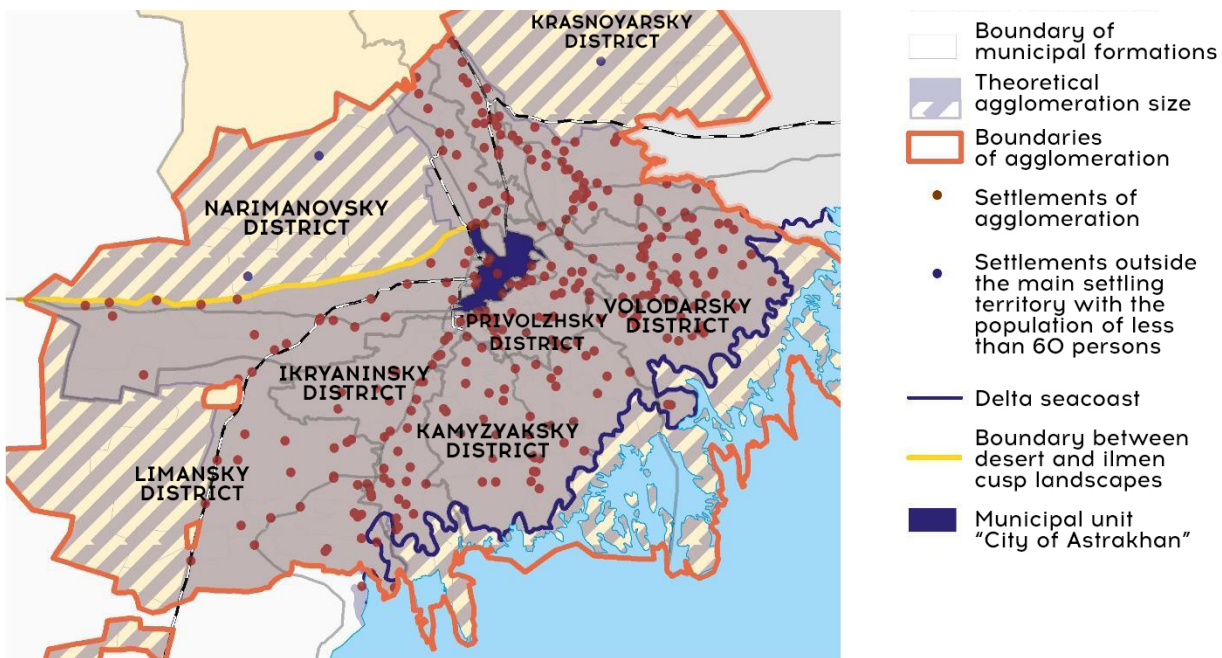 KRASNOYARSKY
DISTRICT
NARIMANOVSKY
DISTRICT
VOLODARSKY
DISTRICT
PRIVOLZHSKY
DISTRICT
IKRYANINSKY
DISTRICT
KAMYZYAKSKY
DISTRICT
LIMANSKY
DISTRICT
Boundary of
municipal formations
Theoretical
agglomeration size
Boundaries
of agglomeration
Settlements of
agglomeration
Settlements outside
the main settling
territory with the
population of less
than 60 persons
Delta seacoast
Boundary between
desert and ilmen
cusp landscapes
Municipal unit
"City of Astrakhan"